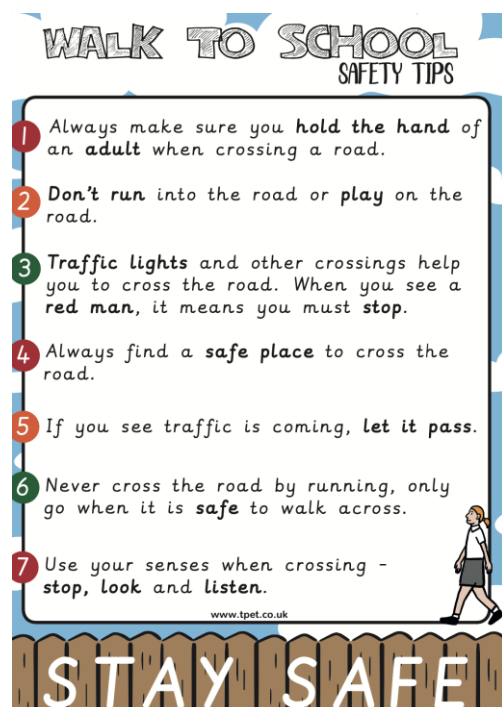 WALK TO SCHOOL
SAFETY TIPS
1 Always make sure you hold the hand of
an adult when crossing a road.
2 Don't run into the road or play on the
road.
3 Traffic lights and other crossings help
you to cross the road. When you see a
red man, it means you must stop.
4 Always find a safe place to cross the
road.
5 If you see traffic is coming, let it pass.
6 Never cross the road by running, only
go when it is safe to walk across.
7 Use your senses when crossing -
stop, look and listen.
www.tpet.co.uk
STAY SAFE